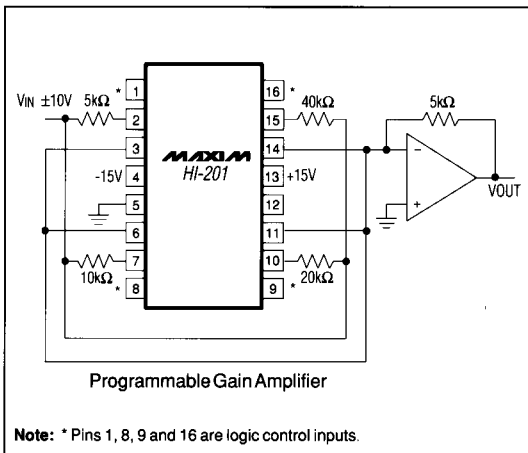 * 1
16 *
VIN ±10V
5kΩ
2
15
40kΩ
5kΩ
3
14
−
MAXIM
HI-201
-15V
4
13
+15V
VOUT
5
12
+
6
11
7
10
10kΩ
20kΩ
* 8
9 *
Programmable Gain Amplifier
Note: * Pins 1, 8, 9 and 16 are logic control inputs.